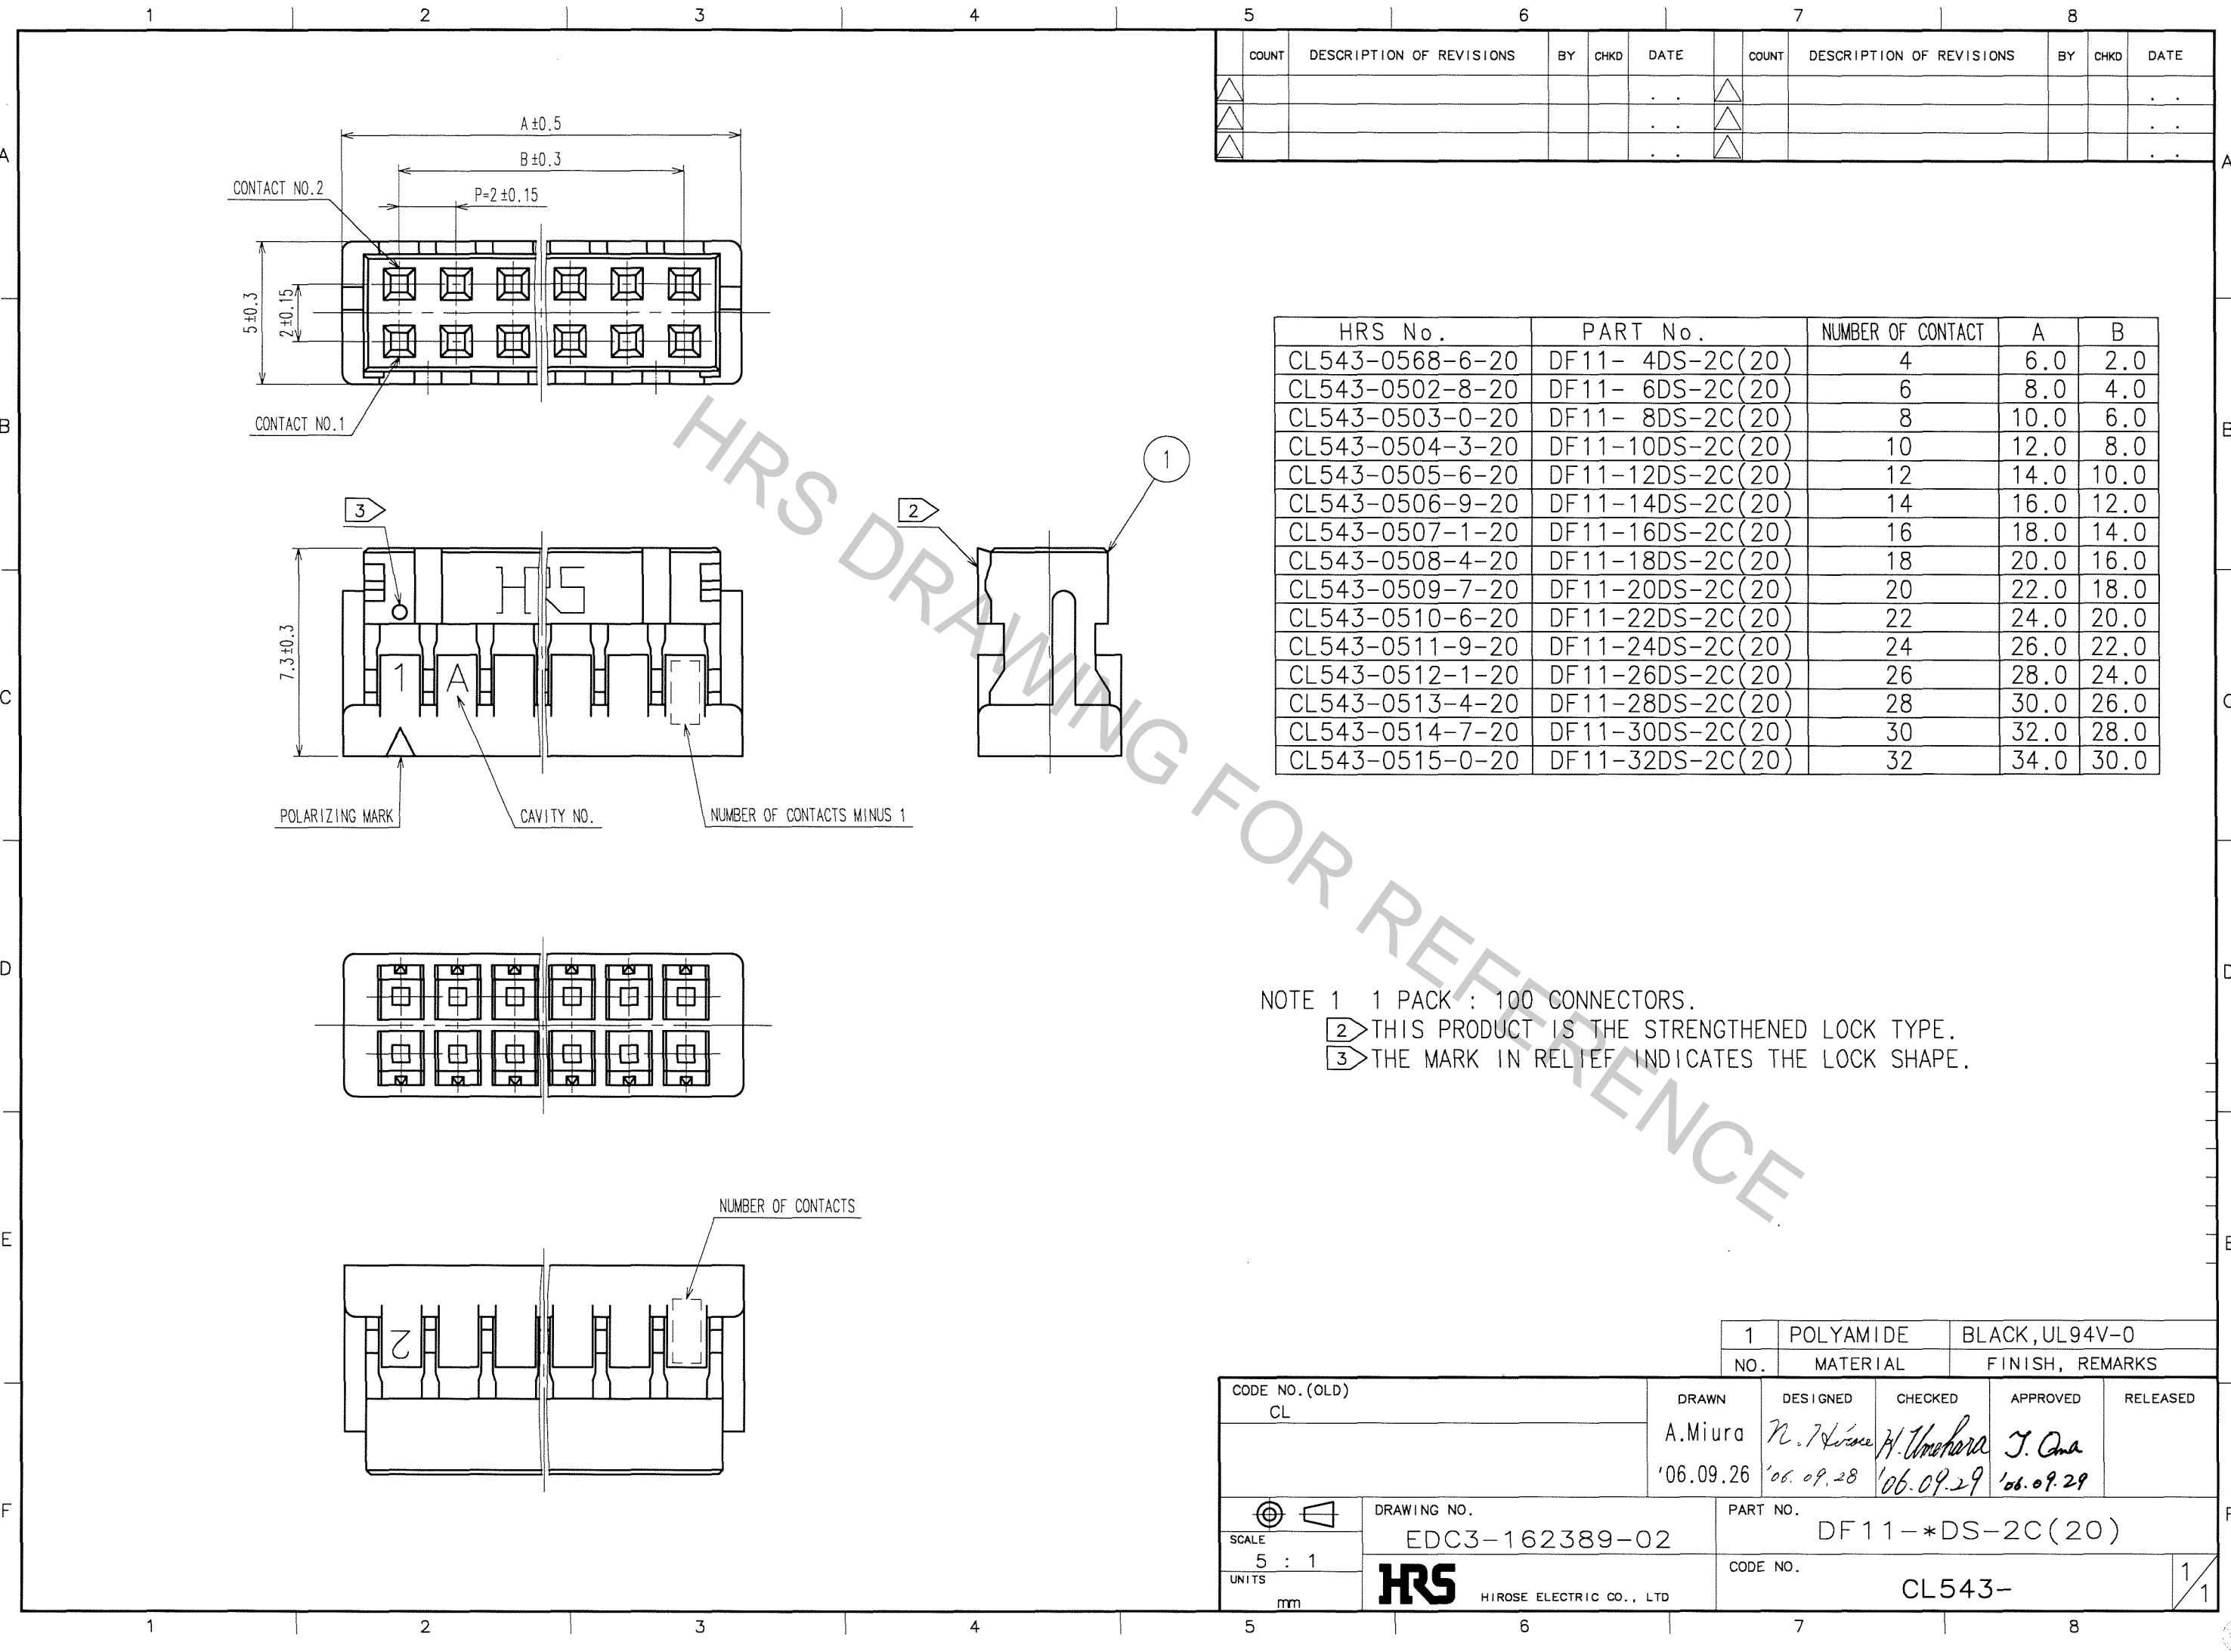 1 2 3 4 5 6 7 8
COUNT DESCRIPTION OF REVISIONS BY CHKD DATE COUNT DESCRIPTION OF REVISIONS BY CHKD DATE
A A
B B
C C
D D
E E
F F
A±0.5
B±0.3
P=2±0.15
CONTACT NO.2
5±0.3
2±0.15
CONTACT NO.1
3
2
1
HRS
7.3±0.3
1 A
POLARIZING MARK
CAVITY NO.
NUMBER OF CONTACTS MINUS 1
HRS No. PART No. NUMBER OF CONTACT A B
CL543-0568-6-20 DF11- 4DS-2C(20) 4 6.0 2.0
CL543-0502-8-20 DF11- 6DS-2C(20) 6 8.0 4.0
CL543-0503-0-20 DF11- 8DS-2C(20) 8 10.0 6.0
CL543-0504-3-20 DF11-10DS-2C(20) 10 12.0 8.0
CL543-0505-6-20 DF11-12DS-2C(20) 12 14.0 10.0
CL543-0506-9-20 DF11-14DS-2C(20) 14 16.0 12.0
CL543-0507-1-20 DF11-16DS-2C(20) 16 18.0 14.0
CL543-0508-4-20 DF11-18DS-2C(20) 18 20.0 16.0
CL543-0509-7-20 DF11-20DS-2C(20) 20 22.0 18.0
CL543-0510-6-20 DF11-22DS-2C(20) 22 24.0 20.0
CL543-0511-9-20 DF11-24DS-2C(20) 24 26.0 22.0
CL543-0512-1-20 DF11-26DS-2C(20) 26 28.0 24.0
CL543-0513-4-20 DF11-28DS-2C(20) 28 30.0 26.0
CL543-0514-7-20 DF11-30DS-2C(20) 30 32.0 28.0
CL543-0515-0-20 DF11-32DS-2C(20) 32 34.0 30.0
HRS DRAWING FOR REFERENCE
NOTE 1 1 PACK : 100 CONNECTORS.
2 THIS PRODUCT IS THE STRENGTHENED LOCK TYPE.
3 THE MARK IN RELIEF INDICATES THE LOCK SHAPE.
NUMBER OF CONTACTS
2
1 POLYAMIDE BLACK,UL94V-0
NO. MATERIAL FINISH, REMARKS
CODE NO.(OLD)
CL
DRAWN DESIGNED CHECKED APPROVED RELEASED
A.Miura N. Hirose H. Umehara T. Ona
'06.09.26 '06.09.28 '06.09.29 '06.09.29
SCALE
5 : 1
UNITS
mm
DRAWING NO.
EDC3-162389-02
PART NO.
DF11-*DS-2C(20)
HRS HIROSE ELECTRIC CO., LTD
CODE NO.
CL543-
1/1
1 2 3 4 5 6 7 8